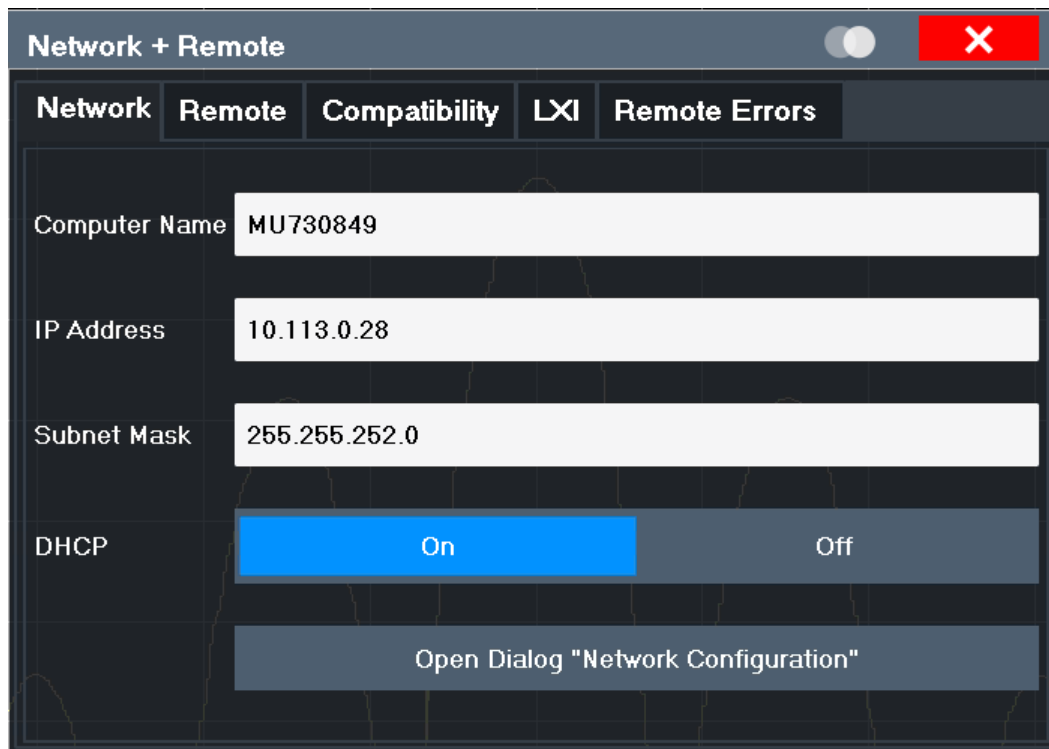 Network + Remote
Network Remote Compatibility LXI Remote Errors
Computer Name MU730849
IP Address 10.113.0.28
Subnet Mask 255.255.252.0
DHCP On Off
Open Dialog "Network Configuration"